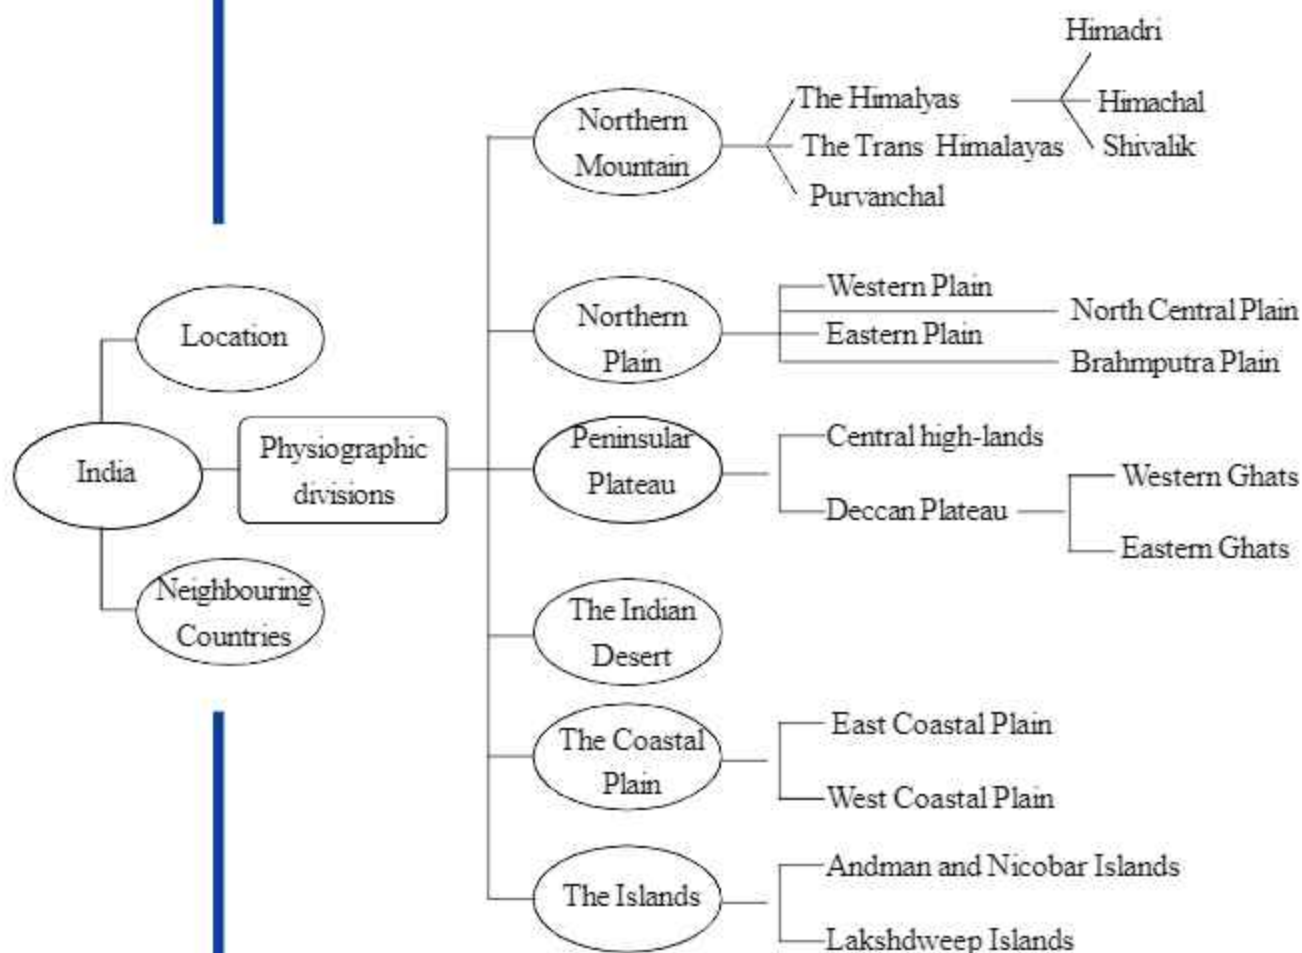 India
Location
Physiographic
divisions
Neighbouring
Countries
Northern
Mountain
The Himalyas
Himadri
Himachal
Shivalik
The Trans Himalayas
Purvanchal
Northern
Plain
Western Plain
North Central Plain
Eastern Plain
Brahmputra Plain
Peninsular
Plateau
Central high-lands
Deccan Plateau
Western Ghats
Eastern Ghats
The Indian
Desert
The Coastal
Plain
East Coastal Plain
West Coastal Plain
The Islands
Andman and Nicobar Islands
Lakshdweep Islands